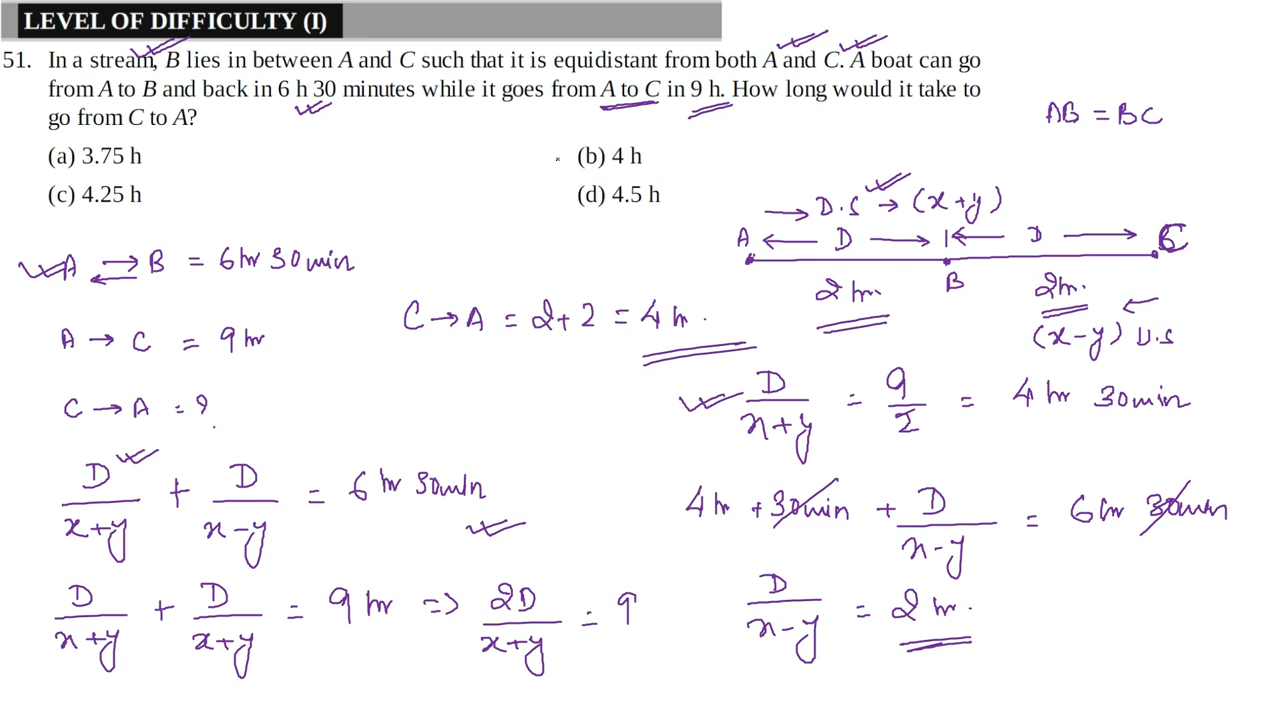 LEVEL OF DIFFICULTY (I)
51. In a stream, B lies in between A and C such that it is equidistant from both A and C. A boat can go
from A to B and back in 6 h 30 minutes while it goes from A to C in 9 h. How long would it take to
go from C to A?
(a) 3.75 h
(b) 4 h
(c) 4.25 h
(d) 4.5 h
AB = BC
→ D.S → (x+y)
A ← D → | ← D → C
B
2 hr.
2hr.
←
(x-y) U.S
A ⇄ B = 6 hr 30 min
A → C = 9 hr
C → A = ?
C → A = 2+2 = 4 hr.
D/(x+y) = 9/2 = 4 hr 30 min
D/(x+y) + D/(x-y) = 6 hr 30 min
4 hr + 30 min + D/(x-y) = 6 hr 30 min
D/(x+y) + D/(x+y) = 9 hr => 2D/(x+y) = 9
D/(x-y) = 2 hr.